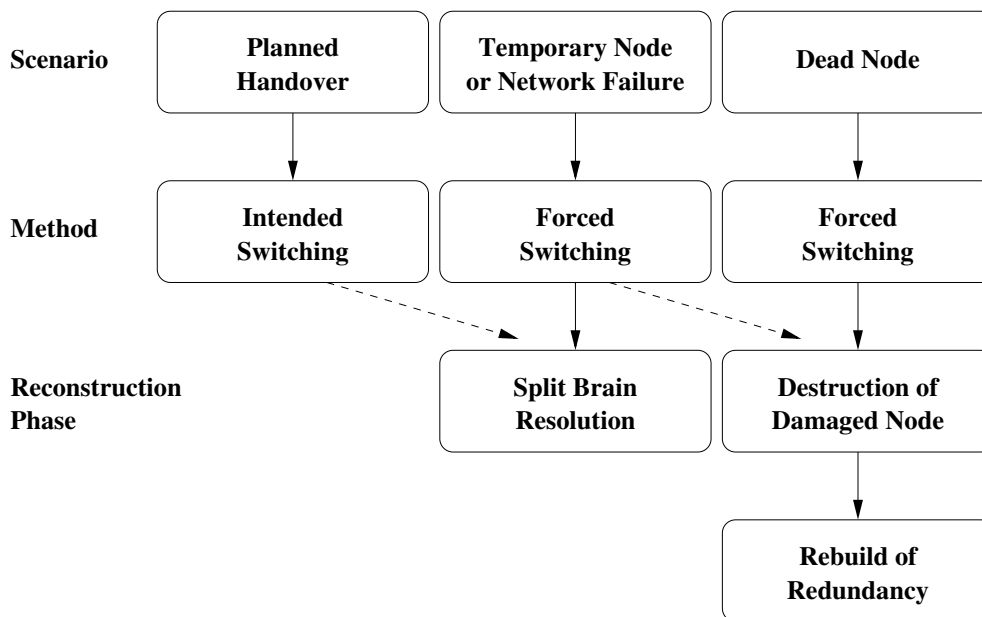 Scenario
Planned
Handover
Temporary Node
or Network Failure
Dead Node
Method
Intended
Switching
Forced
Switching
Forced
Switching
Reconstruction
Phase
Split Brain
Resolution
Destruction of
Damaged Node
Rebuild of
Redundancy